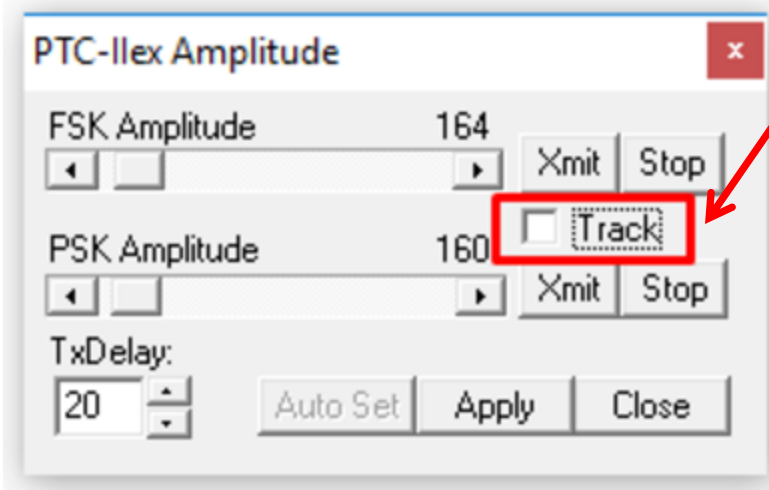 PTC-IIex Amplitude x
FSK Amplitude 164
Xmit Stop
Track
PSK Amplitude 160
Xmit Stop
TxDelay:
20 Auto Set Apply Close